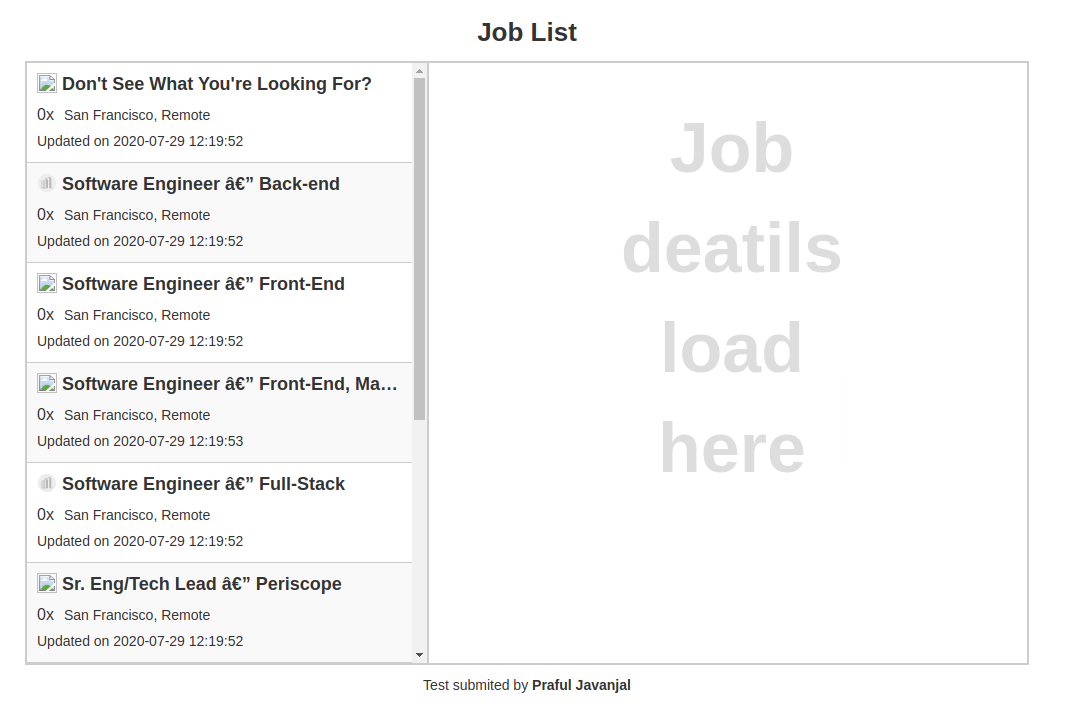 Job List
Don't See What You're Looking For?
0x San Francisco, Remote
Updated on 2020-07-29 12:19:52
Software Engineer â€” Back-end
0x San Francisco, Remote
Updated on 2020-07-29 12:19:52
Software Engineer â€” Front-End
0x San Francisco, Remote
Updated on 2020-07-29 12:19:52
Software Engineer â€” Front-End, Ma…
0x San Francisco, Remote
Updated on 2020-07-29 12:19:53
Software Engineer â€” Full-Stack
0x San Francisco, Remote
Updated on 2020-07-29 12:19:52
Sr. Eng/Tech Lead â€” Periscope
0x San Francisco, Remote
Updated on 2020-07-29 12:19:52
Job
deatils
load
here
Test submited by Praful Javanjal